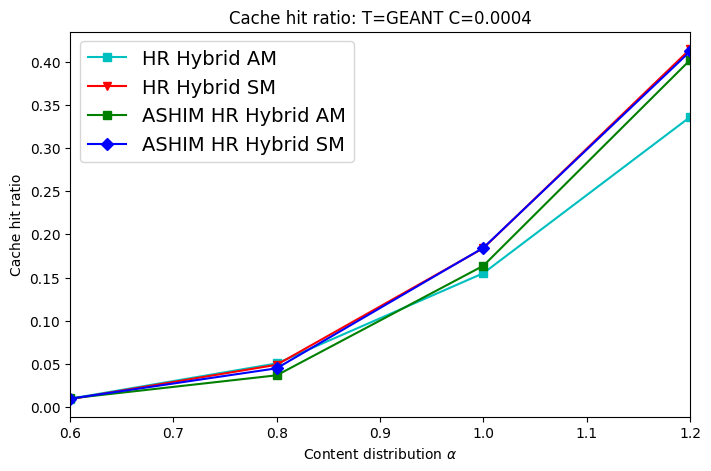 Cache hit ratio: T=GEANT C=0.0004
HR Hybrid AM
HR Hybrid SM
ASHIM HR Hybrid AM
ASHIM HR Hybrid SM
Cache hit ratio
0.40
0.35
0.30
0.25
0.20
0.15
0.10
0.05
0.00
0.6
0.7
0.8
0.9
1.0
1.1
1.2
Content distribution α